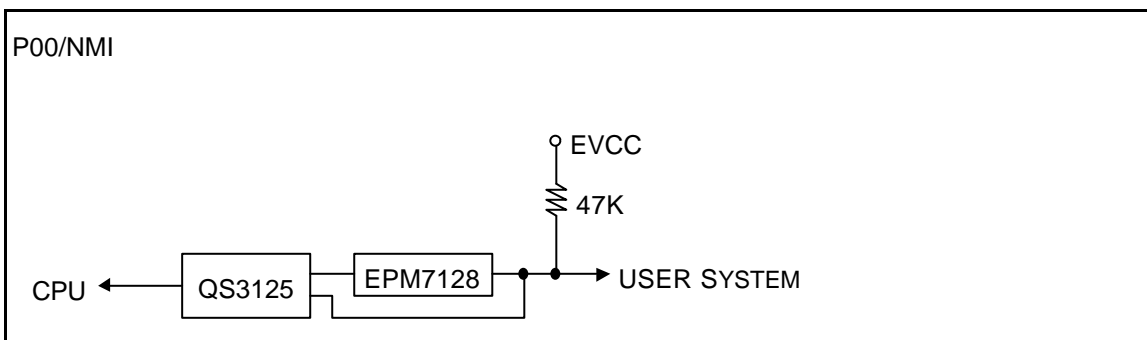 P00/NMI
EVCC
47K
CPU
QS3125
EPM7128
USER SYSTEM